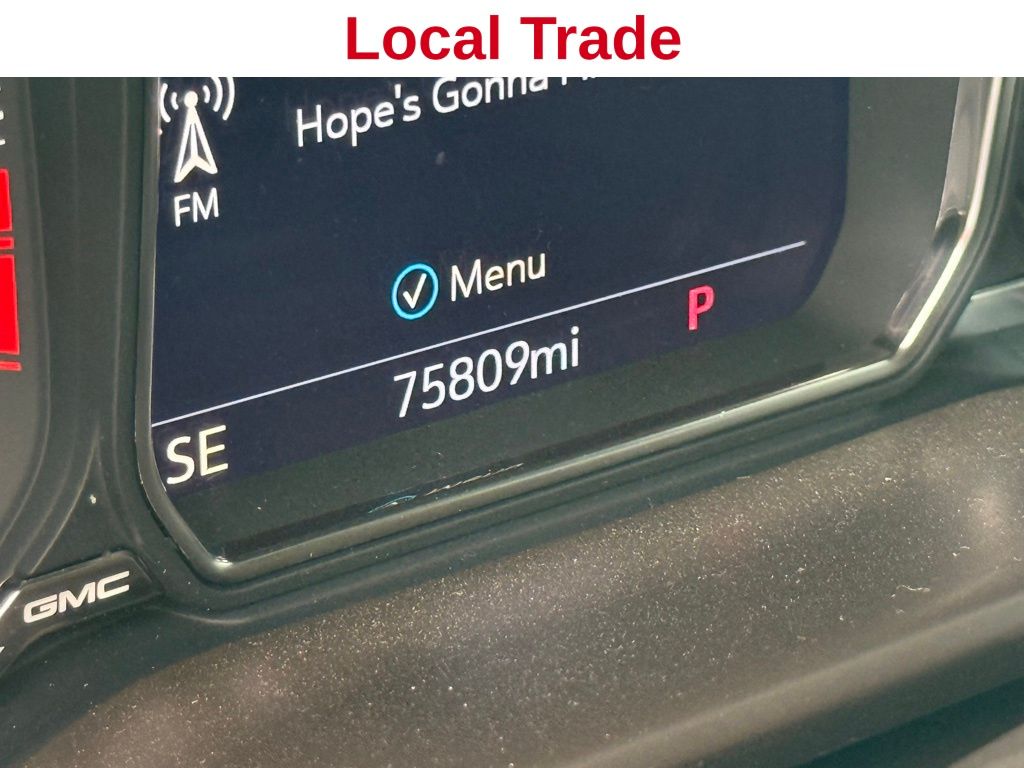 Local Trade
Hope's Gonna
FM
Menu
75809mi
P
SE
GMC